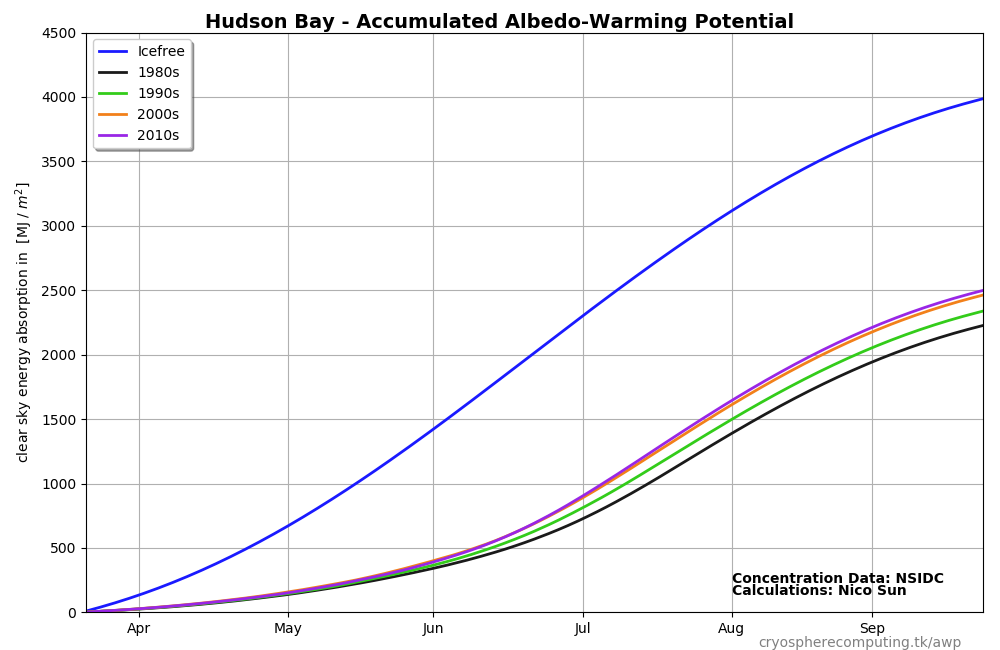 Hudson Bay - Accumulated Albedo-Warming Potential
4500
4000
3500
3000
2500
2000
1500
1000
500
0
clear sky energy absorption in [MJ / m²]
Icefree
1980s
1990s
2000s
2010s
Concentration Data: NSIDC
Calculations: Nico Sun
Apr May Jun Jul Aug Sep
cryospherecomputing.tk/awp